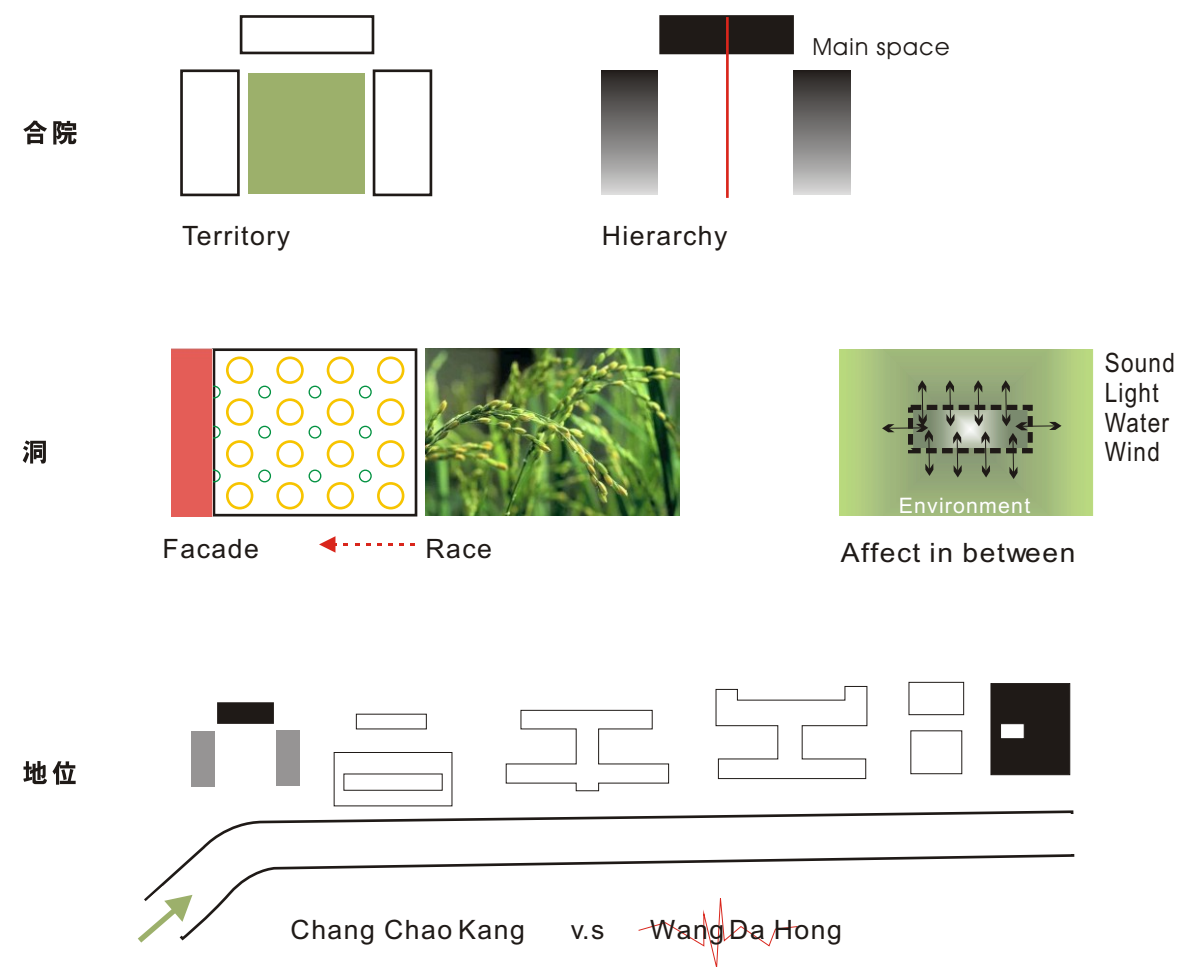 合院
Main space
Territory
Hierarchy
洞
Sound
Light
Water
Wind
Environment
Facade
Race
Affect in between
地位
Chang Chao Kang v.s Wang Da Hong